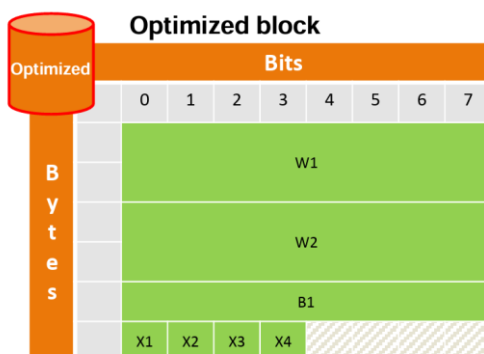 Optimized block
Optimized
Bits
0 1 2 3 4 5 6 7
Bytes
W1
W2
B1
X1 X2 X3 X4